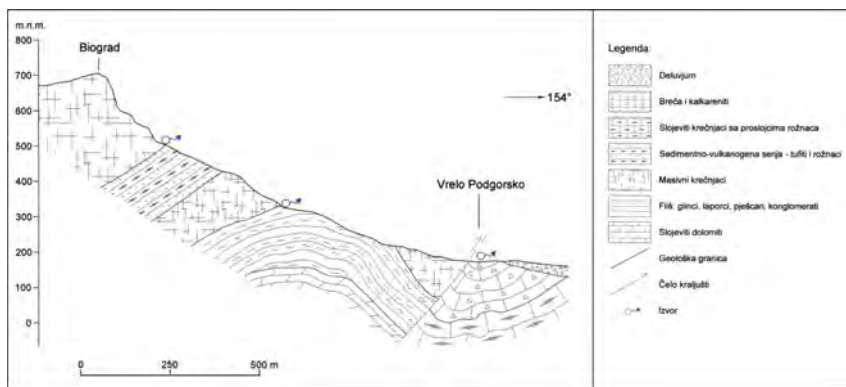 m.n.m.
800
700
600
500
400
300
200
100
0
Biograd
154°
Vrelo Podgorsko
0 250 500 m
Legenda:
Deluvjum
Breča i kalkareniti
Slojeviti krečnjaci sa proslojcima rožnaca
Sedimentno-vulkanogena serija - tufiti i rožnaci
Masivni krečnjaci
Fliš: glinci, laporci, pješčari, konglomerati
Slojeviti dolomiti
Geološka granica
Čelo kraljušti
Izvor